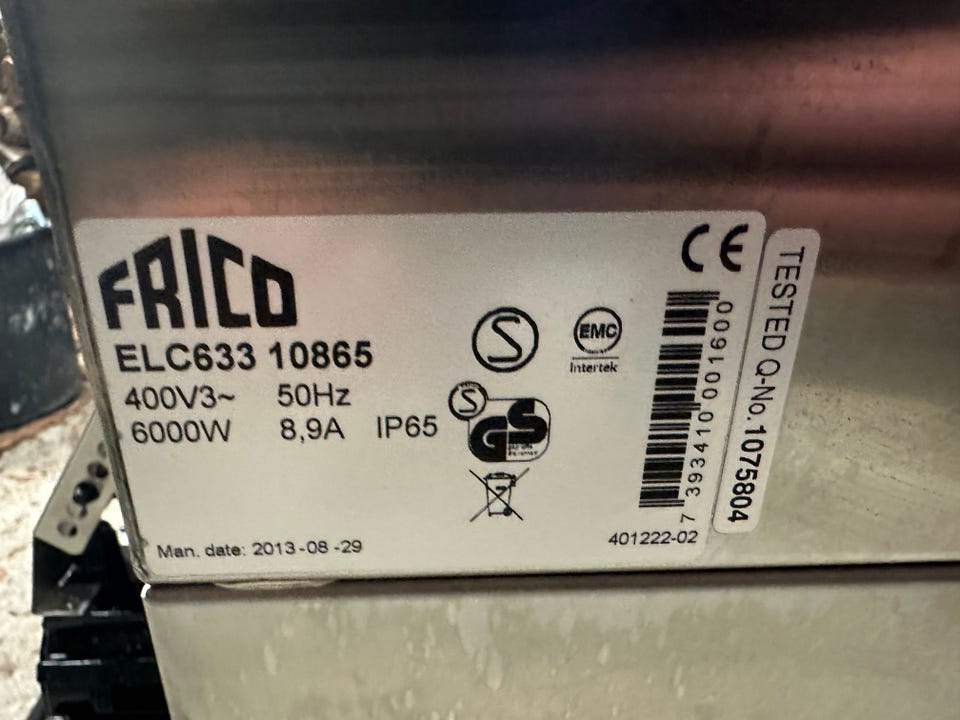 FRICO
ELC633 10865
400V3~ 50Hz
6000W 8,9A IP65
Man. date: 2013-08-29
S
EMC
Intertek
S
GS
CE
7 393410 001600
401222-02
TESTED Q-No. 1075804